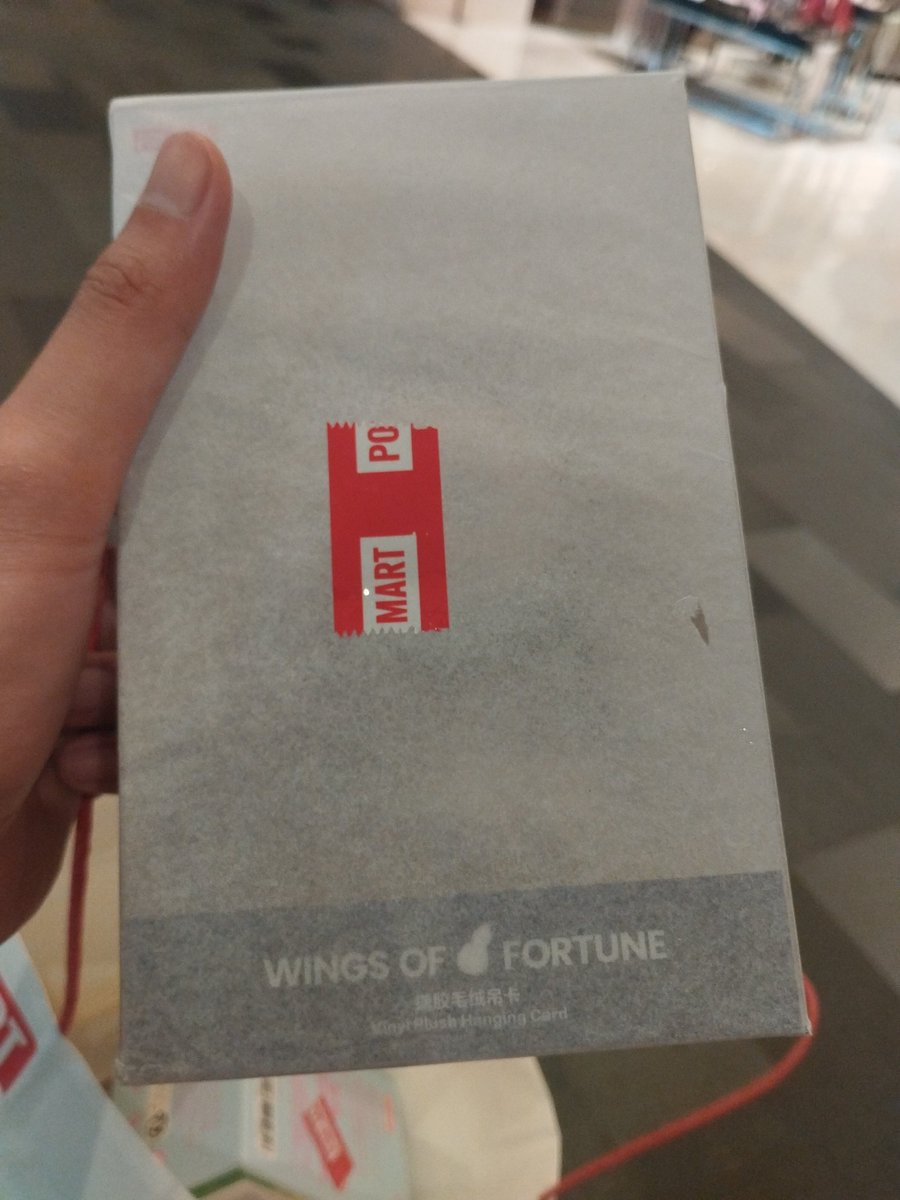 PO
MART
WINGS OF FORTUNE
搪胶毛绒吊卡
Vinyl Plush Hanging Card